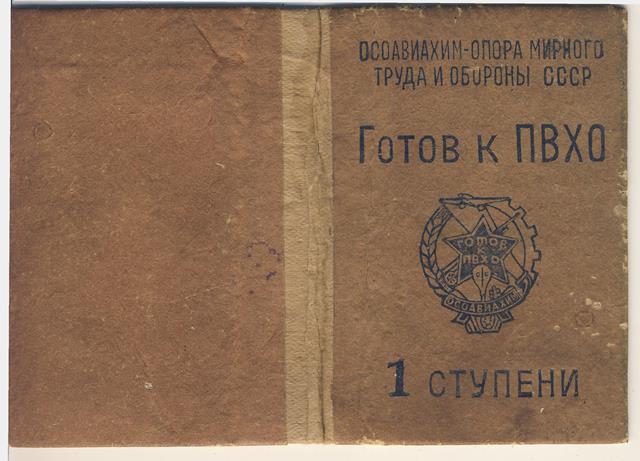 ОСОАВИАХИМ-ОПОРА МИРНОГО
ТРУДА И ОБОРОНЫ СССР
ГОТОВ К ПВХО
ГОТОВ
К
ПВХО
ОСОАВИАХИМ
1 СТУПЕНИ